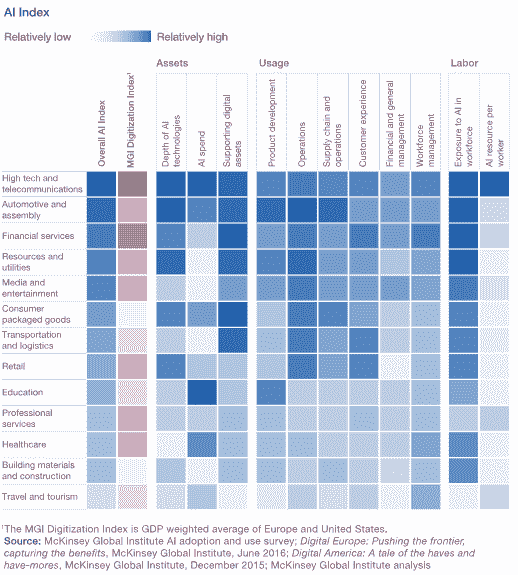 AI Index
Relatively low
Relatively high
Assets
Usage
Labor
Overall AI Index
MGI Digitization Index¹
Depth of AI
technologies
AI spend
Supporting digital
assets
Product development
Operations
Supply chain and
operations
Customer experience
Financial and general
management
Workforce
management
Exposure to AI in
workforce
AI resource per
worker
High tech and
telecommunications
Automotive and
assembly
Financial services
Resources and
utilities
Media and
entertainment
Consumer
packaged goods
Transportation
and logistics
Retail
Education
Professional
services
Healthcare
Building materials
and construction
Travel and tourism
¹The MGI Digitization Index is GDP weighted average of Europe and United States.
Source: McKinsey Global Institute AI adoption and use survey; Digital Europe: Pushing the frontier,
capturing the benefits, McKinsey Global Institute, June 2016; Digital America: A tale of the haves and
have-mores, McKinsey Global Institute, December 2015; McKinsey Global Institute analysis